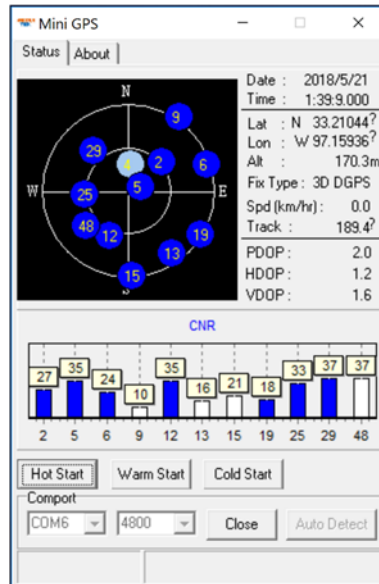 Mini GPS
Status About
N
9
29
4
2
6
W
5
25
E
48
12
19
13
15
S
Date : 2018/5/21
Time : 1:39:9.000
Lat : N 33.21044?
Lon : W 97.15936?
Alt 170.3m
Fix Type : 3D DGPS
Spd (km/hr) : 0.0
Track : 189.4?
PDOP : 2.0
HDOP : 1.2
VDOP : 1.6
CNR
27 35 24 10 35 16 21 18 33 37 37
2 5 6 9 12 13 15 19 25 29 48
Hot Start Warm Start Cold Start
Comport
COM6 4800 Close Auto Detect